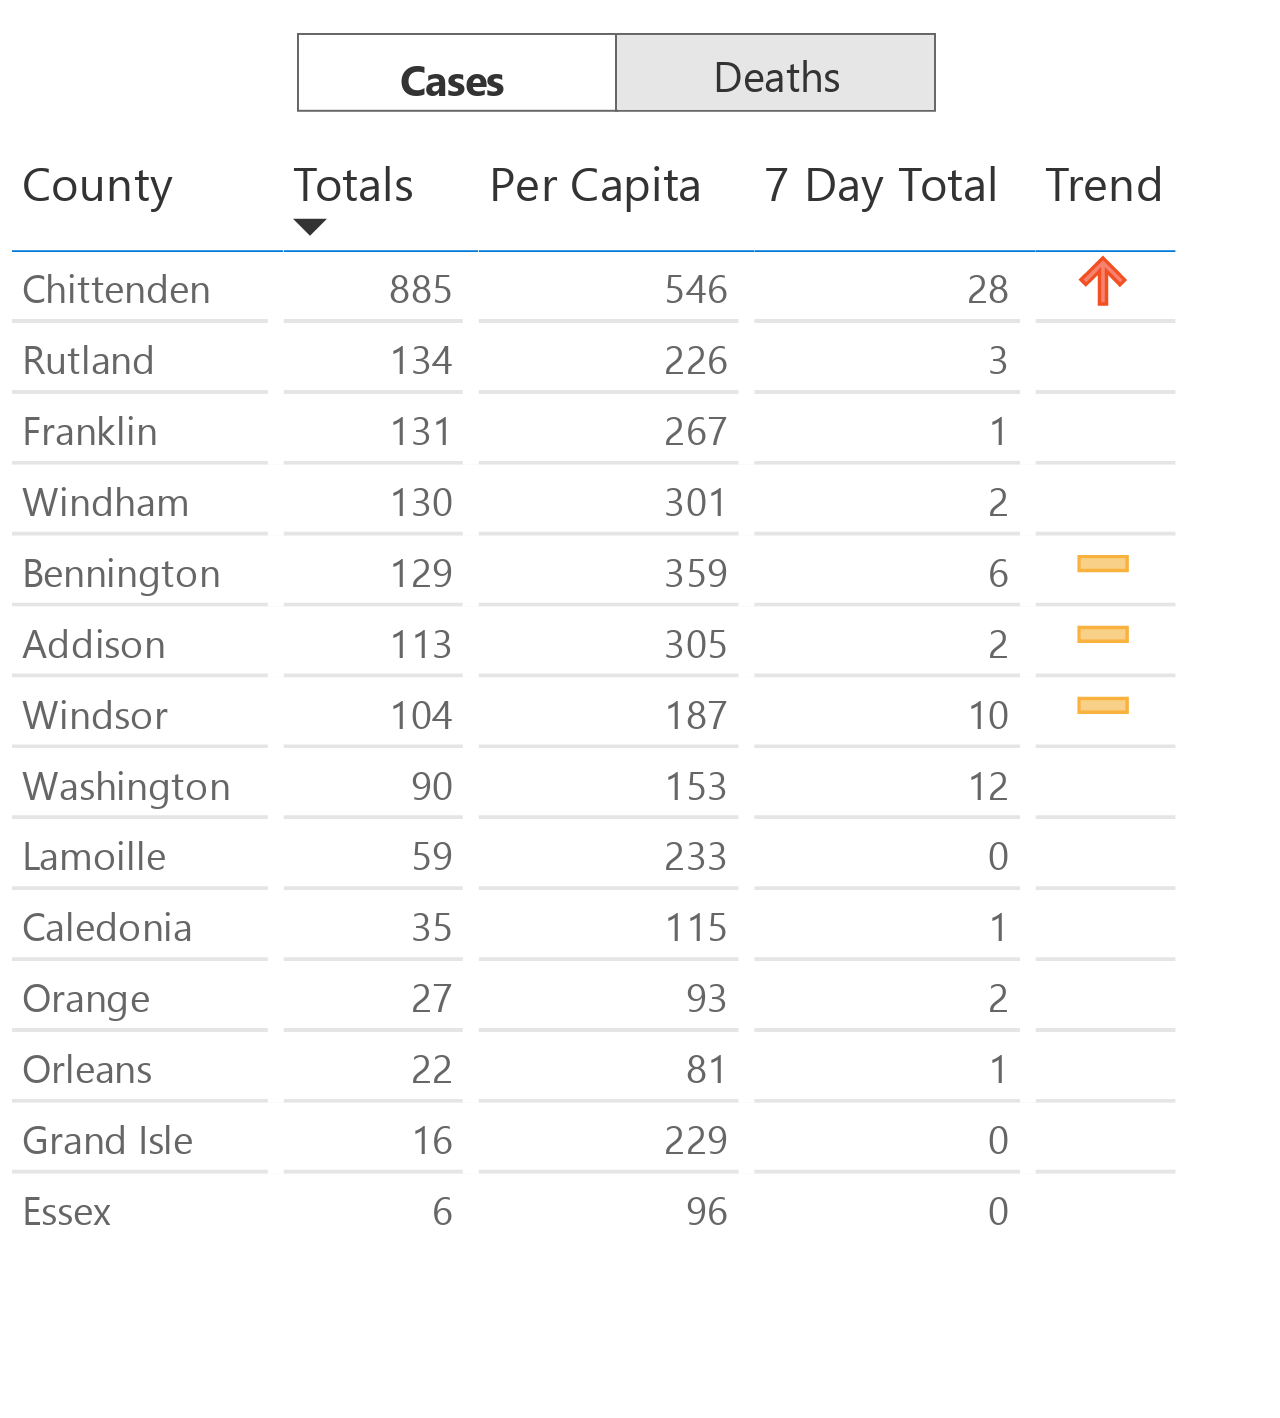 Cases Deaths
County Totals Per Capita 7 Day Total Trend
Chittenden 885 546 28
Rutland 134 226 3
Franklin 131 267 1
Windham 130 301 2
Bennington 129 359 6
Addison 113 305 2
Windsor 104 187 10
Washington 90 153 12
Lamoille 59 233 0
Caledonia 35 115 1
Orange 27 93 2
Orleans 22 81 1
Grand Isle 16 229 0
Essex 6 96 0